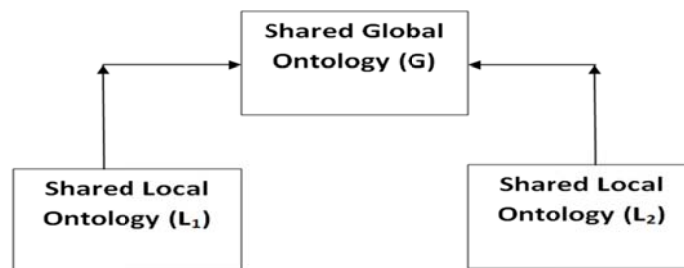 Shared Global
Ontology (G)
Shared Local
Ontology (L₁)
Shared Local
Ontology (L₂)